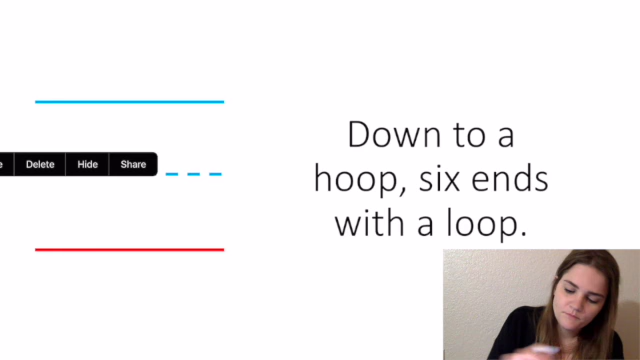 Delete Hide Share
Down to a
hoop, six ends
with a loop.